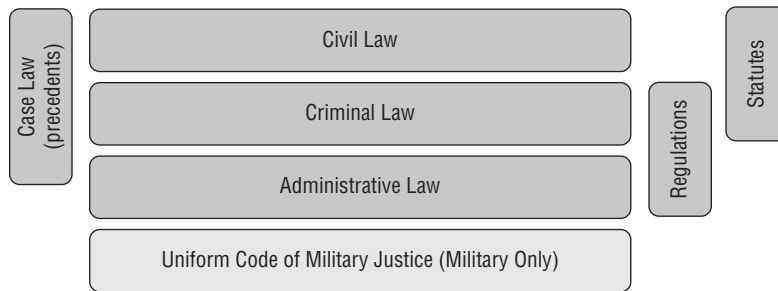 Case Law
(precedents)
Civil Law
Criminal Law
Administrative Law
Uniform Code of Military Justice (Military Only)
Regulations
Statutes